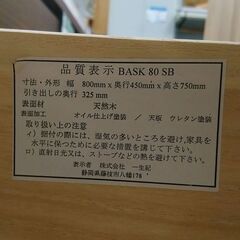 品質表示 BASK 80 SB
寸法・外形 幅 800mm×奥行450mm×高さ750mm
引き出しの奥行 325 mm
表面材 天然木
表面加工 オイル仕上げ塗装 ／ 天板 ウレタン塗装
取り扱い上の注意
ィ）据付の際には、湿気の多いところを避け、家具を
水平に保つために必要な措置を講じて下さい。
ロ）直射日光又は、ストーブなどの熱を避けて下さい。
表示者 株式会社 一生紀
静岡県藤枝市八幡178